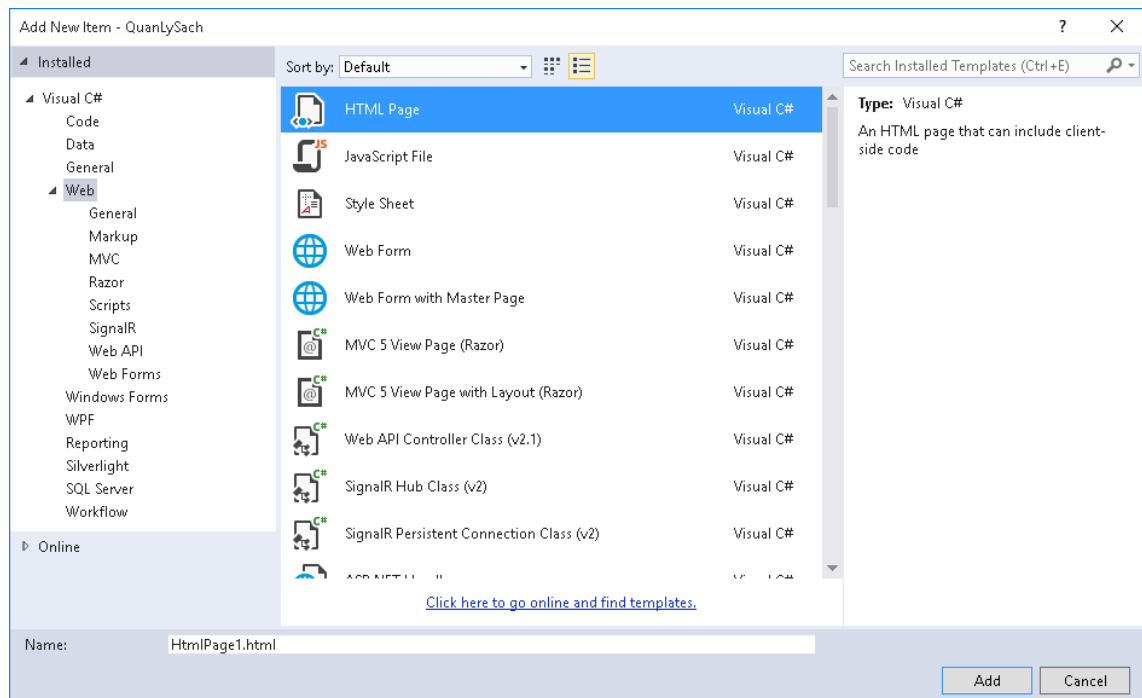 Add New Item - QuanLySach
?
Installed
Sort by: Default
Search Installed Templates (Ctrl+E)
Visual C#
Code
Data
General
Web
General
Markup
MVC
Razor
Scripts
SignalR
Web API
Web Forms
Windows Forms
WPF
Reporting
Silverlight
SQL Server
Workflow
Online
HTML Page Visual C#
JS
JavaScript File Visual C#
Style Sheet Visual C#
Web Form Visual C#
Web Form with Master Page Visual C#
C#
@
MVC 5 View Page (Razor) Visual C#
C#
@
MVC 5 View Page with Layout (Razor) Visual C#
C#
Web API Controller Class (v2.1) Visual C#
C#
SignalR Hub Class (v2) Visual C#
C#
SignalR Persistent Connection Class (v2) Visual C#
Click here to go online and find templates.
Type: Visual C#
An HTML page that can include client-
side code
Name: HtmlPage1.html
Add Cancel